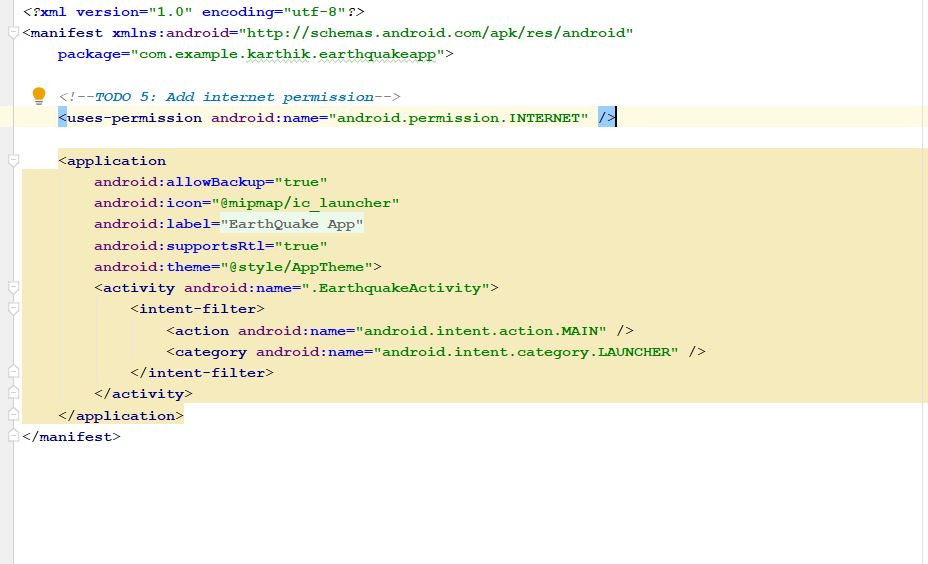 <?xml version="1.0" encoding="utf-8"?>
<manifest xmlns:android="http://schemas.android.com/apk/res/android"
    package="com.example.karthik.earthquakeapp">

    <!--TODO 5: Add internet permission-->
    <uses-permission android:name="android.permission.INTERNET" />

    <application
        android:allowBackup="true"
        android:icon="@mipmap/ic_launcher"
        android:label="EarthQuake App"
        android:supportsRtl="true"
        android:theme="@style/AppTheme">
        <activity android:name=".EarthquakeActivity">
            <intent-filter>
                <action android:name="android.intent.action.MAIN" />
                <category android:name="android.intent.category.LAUNCHER" />
            </intent-filter>
        </activity>
    </application>
</manifest>